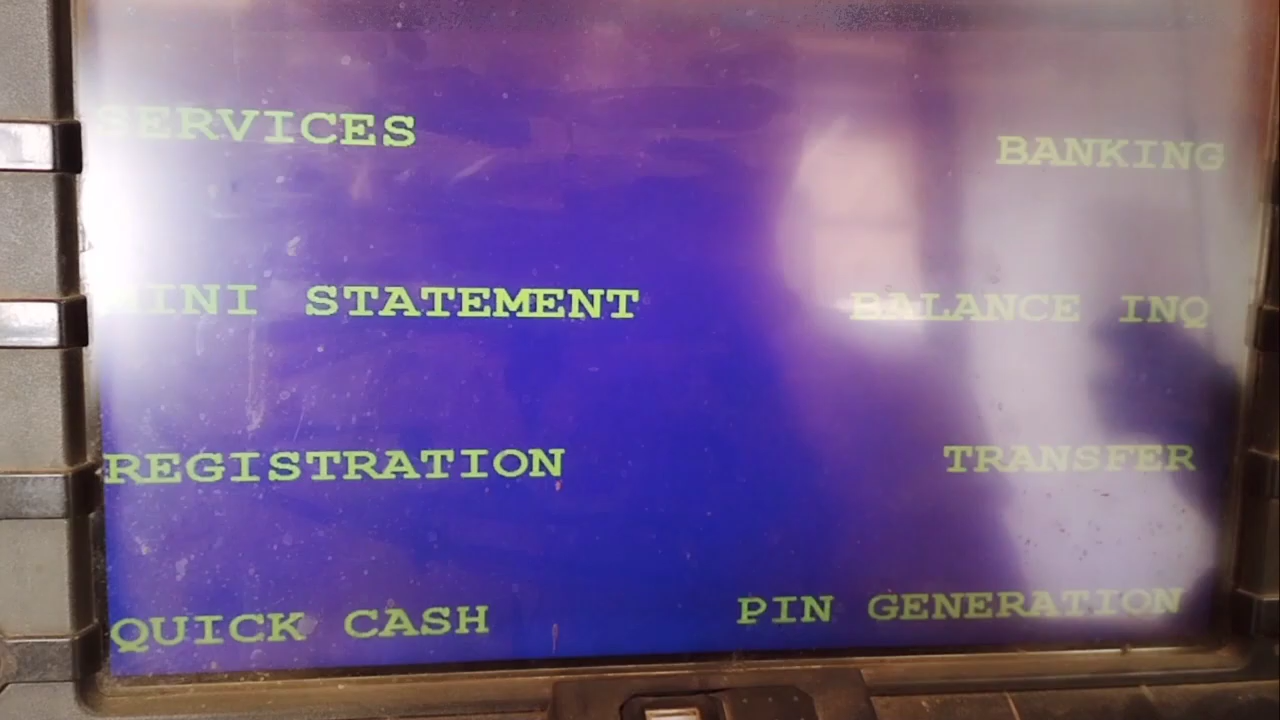 SERVICES
BANKING
MINI STATEMENT
BALANCE INQ
REGISTRATION
TRANSFER
QUICK CASH
PIN GENERATION